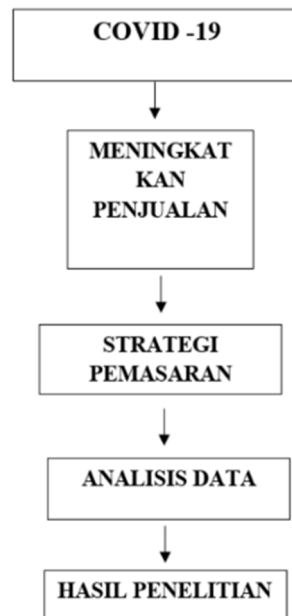 COVID -19
MENINGKAT
KAN
PENJUALAN
STRATEGI
PEMASARAN
ANALISIS DATA
HASIL PENELITIAN